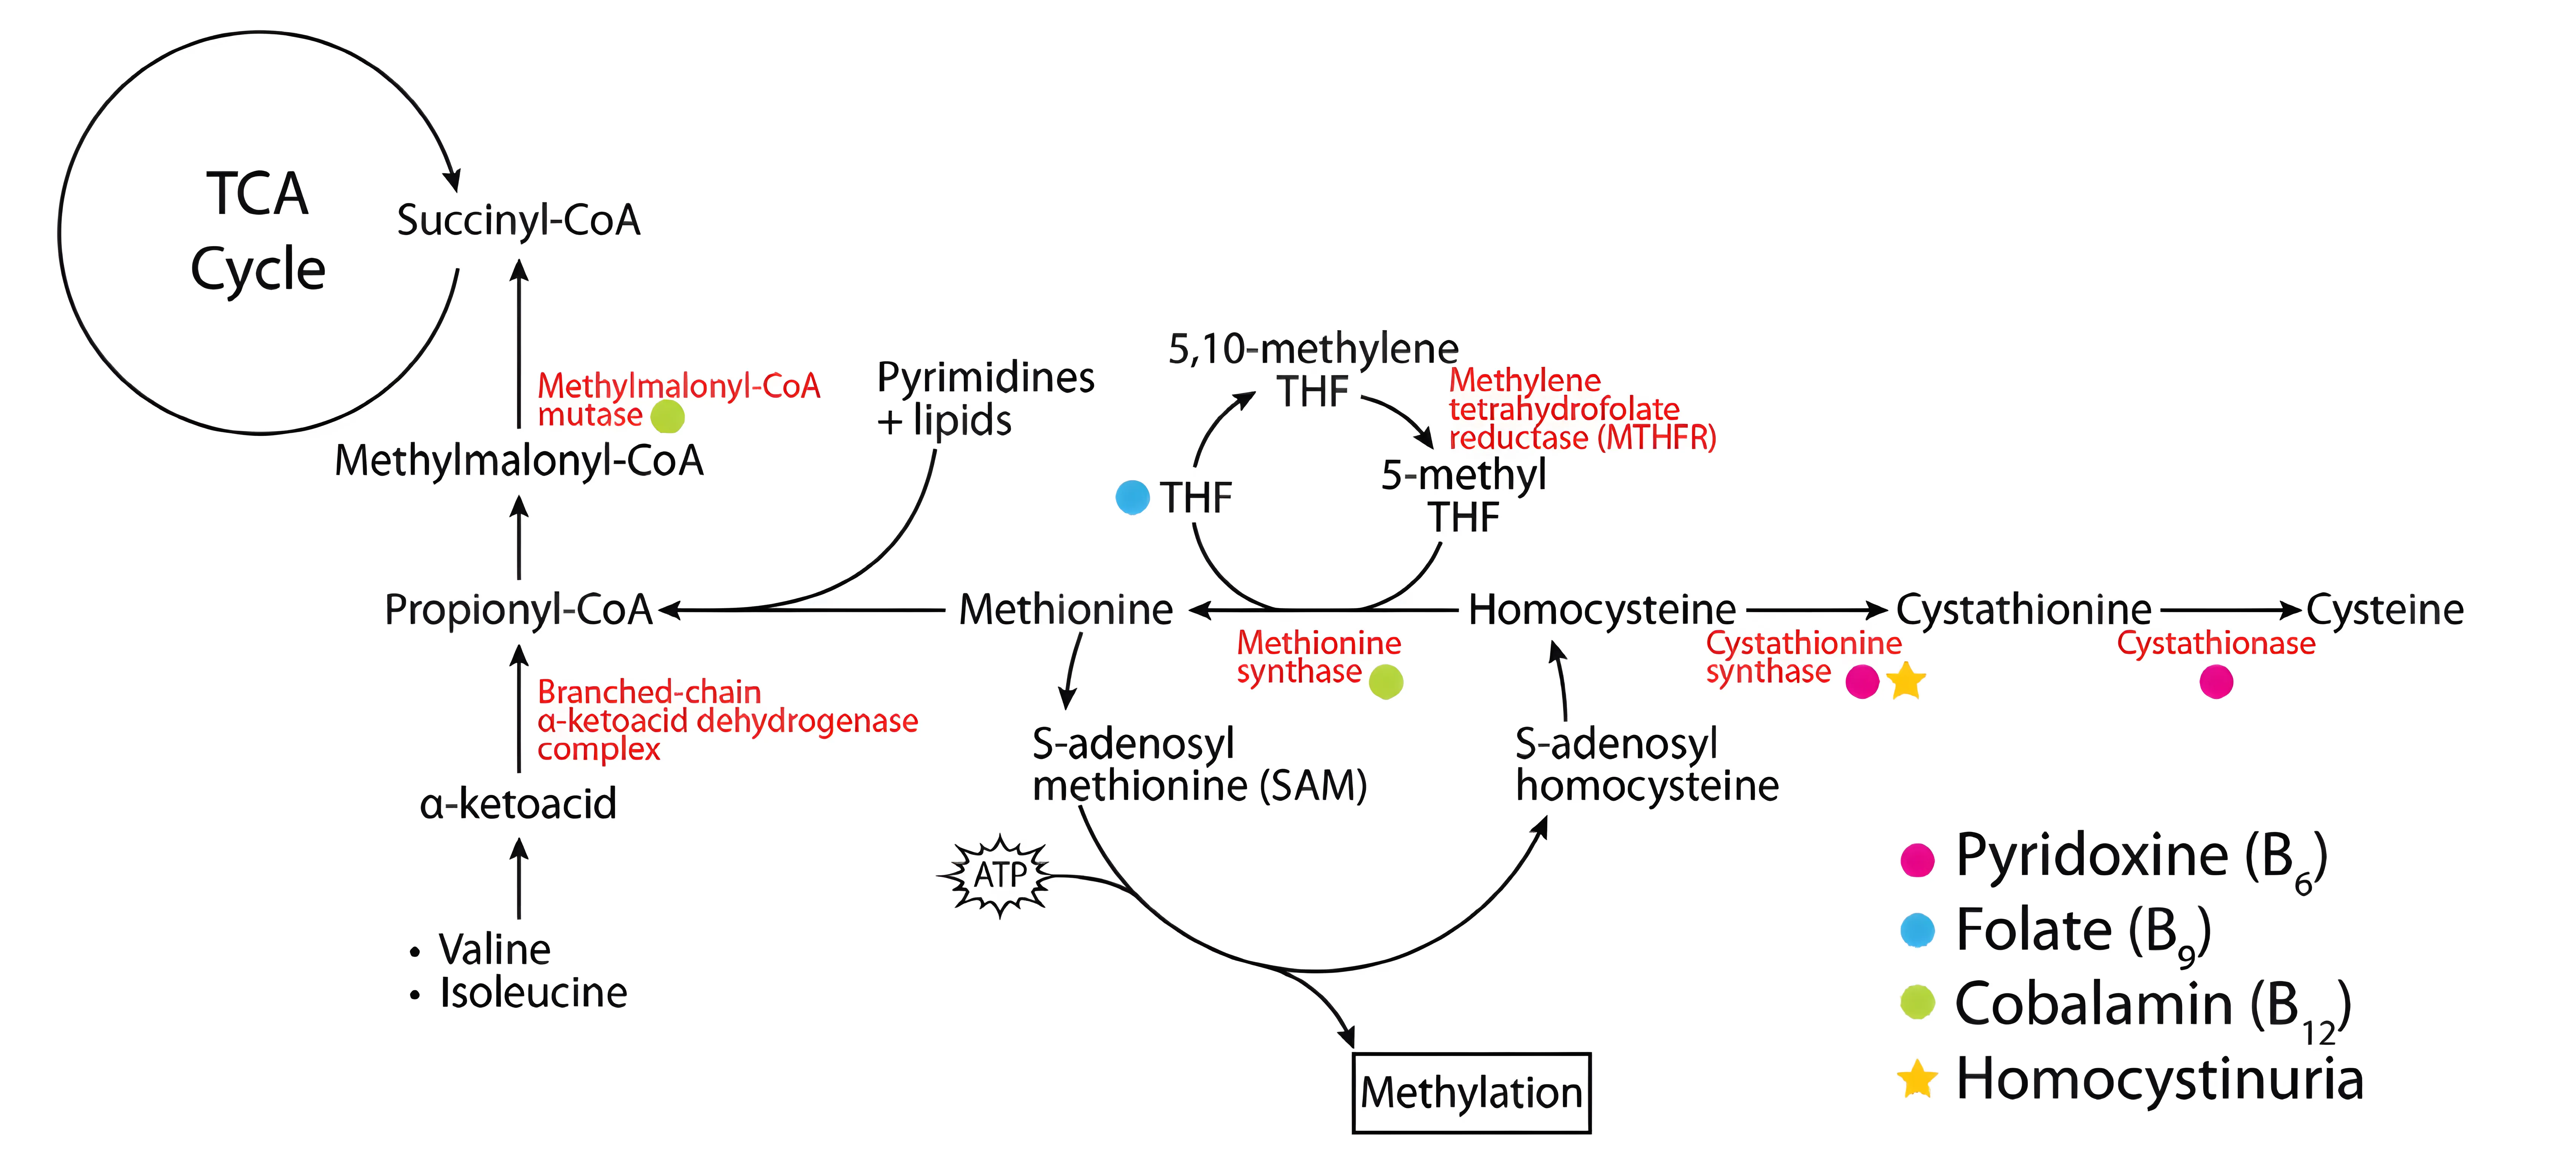 TCA
Cycle
Succinyl-CoA
Methylmalonyl-CoA
mutase
Methylmalonyl-CoA
Pyrimidines
+ lipids
5,10-methylene
THF
Methylene
tetrahydrofolate
reductase (MTHFR)
5-methyl
THF
THF
Propionyl-CoA
Methionine
Homocysteine
Cystathionine
Cysteine
Methionine
synthase
Cystathionine
synthase
Cystathionase
Branched-chain
α-ketoacid dehydrogenase
complex
α-ketoacid
• Valine
• Isoleucine
S-adenosyl
methionine (SAM)
S-adenosyl
homocysteine
ATP
Methylation
Pyridoxine (B6)
Folate (B9)
Cobalamin (B12)
Homocystinuria